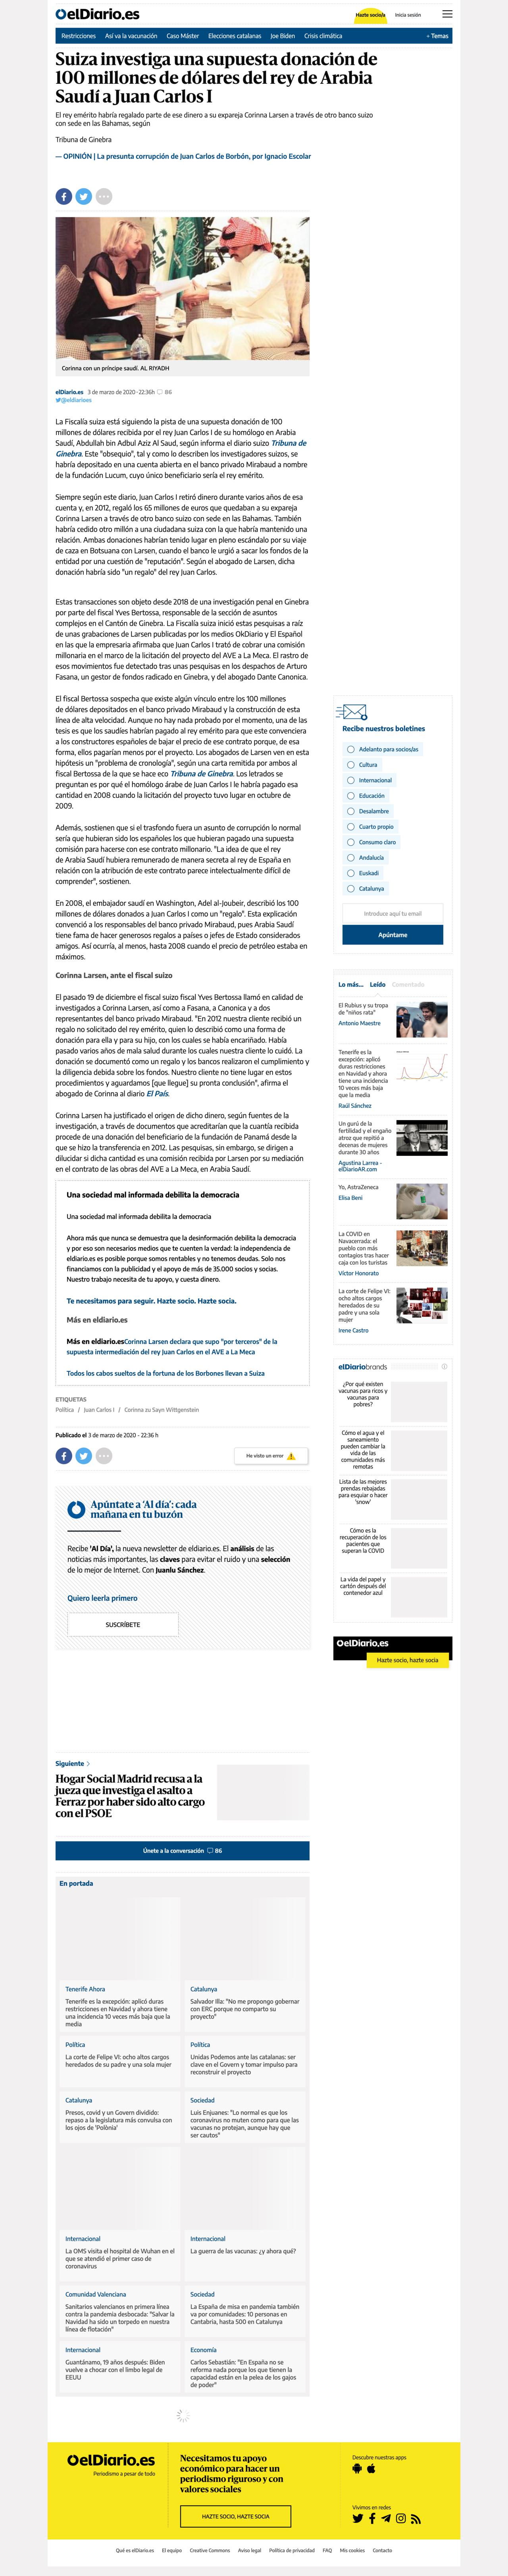 elDiario.es
Hazte socio/a
Inicia sesión
Restricciones
Así va la vacunación
Caso Máster
Elecciones catalanas
Joe Biden
Crisis climática
+ Temas
Suiza investiga una supuesta donación de
100 millones de dólares del rey de Arabia
Saudí a Juan Carlos I
El rey emérito habría regalado parte de ese dinero a su expareja Corinna Larsen a través de otro banco suizo
con sede en las Bahamas, según
Tribuna de Ginebra
— OPINIÓN | La presunta corrupción de Juan Carlos de Borbón, por Ignacio Escolar
Corinna con un príncipe saudí. AL RIYADH
elDiario.es 3 de marzo de 2020 - 22:36h 86
@eldiarioes
La Fiscalía suiza está siguiendo la pista de una supuesta donación de 100
millones de dólares recibida por el rey Juan Carlos I de su homólogo en Arabia
Saudí, Abdullah bin Adbul Aziz Al Saud, según informa el diario suizo Tribuna de
Ginebra. Este "obsequio", tal y como lo describen los investigadores suizos, se
habría depositado en una cuenta abierta en el banco privado Mirabaud a nombre
de la fundación Lucum, cuyo único beneficiario sería el rey emérito.
Siempre según este diario, Juan Carlos I retiró dinero durante varios años de esa
cuenta y, en 2012, regaló los 65 millones de euros que quedaban a su expareja
Corinna Larsen a través de otro banco suizo con sede en las Bahamas. También
habría cedido otro millón a una ciudadana suiza con la que habría mantenido una
relación. Ambas donaciones habrían tenido lugar en pleno escándalo por su viaje
de caza en Botsuana con Larsen, cuando el banco le urgió a sacar los fondos de la
entidad por una cuestión de "reputación". Según el abogado de Larsen, dicha
donación habría sido "un regalo" del rey Juan Carlos.
Estas transacciones son objeto desde 2018 de una investigación penal en Ginebra
por parte del fiscal Yves Bertossa, responsable de la sección de asuntos
complejos en el Cantón de Ginebra. La Fiscalía suiza inició estas pesquisas a raíz
de unas grabaciones de Larsen publicadas por los medios OkDiario y El Español
en las que la empresaria afirmaba que Juan Carlos I trató de cobrar una comisión
millonaria en el marco de la licitación del proyecto del AVE a La Meca. El rastro de
esos movimientos fue detectado tras unas pesquisas en los despachos de Arturo
Fasana, un gestor de fondos radicado en Ginebra, y del abogado Dante Canonica.
El fiscal Bertossa sospecha que existe algún vínculo entre los 100 millones
de dólares depositados en el banco privado Mirabaud y la construcción de la
línea de alta velocidad. Aunque no hay nada probado por el momento, una de las
tesis es que los saudíes habrían pagado al rey emérito para que este convenciera
a los constructores españoles de bajar el precio de ese contrato, porque, de esa
forma, ellos pagarían menos por el proyecto. Los abogados de Larsen ven en esta
hipótesis un "problema de cronología", según una carta remitida por ambos al
fiscal Bertossa de la que se hace eco Tribuna de Ginebra. Los letrados se
preguntan es por qué el homólogo árabe de Juan Carlos I le habría pagado esa
cantidad en 2008 cuando la licitación del contrato no tuvo lugar en octubre de
2009.
Además, sostienen que si el trasfondo fuera un asunto de corrupción lo normal
sería que hubieran sido los españoles los que hubieran pagado una supuesta
comisión para hacerse con ese contrato millonario. "La idea de que el rey
de Arabia Saudí hubiera remunerado de manera secreta al rey de España en
relación con la atribución de este contrato es inmediatamente muy difícil de
comprender", sostienen.
En 2008, el embajador saudí en Washington, Adel al-Joubeir, describió los 100
millones de dólares donados a Juan Carlos I como un "regalo". Esta explicación no
sorprendió a los responsables del banco privado Mirabaud, pues Arabia Saudí
tiene fama de hacer generosos regalos a países o jefes de Estado considerados
amigos. Así ocurría, al menos, hasta 2008 cuando el precio de petróleo estaba en
máximos.
Corinna Larsen, ante el fiscal suizo
El pasado 19 de diciembre el fiscal suizo Yves Bertossa llamó en calidad de
investigados a Corinna Larsen, así como a Fasana, a Canonica y a dos
representantes del banco privado Mirabaud. "En 2012 nuestra cliente recibió un
regalo no solicitado del rey emérito, quien lo describió como una forma de
donación para ella y para su hijo, con los cuales se había encariñado. Había
pasado varios años de mala salud durante los cuales nuestra cliente lo cuidó. La
donación se documentó con todo detalle y los bancos realizaron el cumplimiento y
la diligencia debida sobre los fondos. Nuestro cliente no tiene lugar en estos
procedimientos y aguardamos [q.e llegue] su pronta conclusión", afirma el
abogado de Corinna al diario El País.
Corinna Larsen ha justificado el origen de dicho dinero, según fuentes de la
investigación, a través de documentos que acreditarían de que la cuantía recibida
procede de la transferencia de Juan Carlos I. Las pesquisas apuntan a que ésta
se hizo en 2012 desde la cuenta bancaria de la fundación de Panamá desde la
que se investiga que cobró 100 millones. Las pesquisas, sin embargo, se dirigen a
dilucidar si dicha cantidad es una comisión recibida por Larsen por su mediación
en el contrato de las obras del AVE a La Meca, en Arabia Saudí.
Una sociedad mal informada debilita la democracia
Una sociedad mal informada debilita la democracia
Ahora más que nunca se demuestra que la desinformación debilita la democracia
y por eso son necesarios medios que te cuenten la verdad: la independencia de
eldiario.es es posible porque somos rentables y no tenemos deudas. Solo nos
financiamos con la publicidad y el apoyo de más de 35.000 socios y socias.
Nuestro trabajo necesita de tu apoyo, y cuesta dinero.
Te necesitamos para seguir. Hazte socio. Hazte socia.
Más en eldiario.es
Más en eldiario.esCorinna Larsen declara que supo "por terceros" de la
supuesta intermediación del rey Juan Carlos en el AVE a La Meca
Todos los cabos sueltos de la fortuna de los Borbones llevan a Suiza
ETIQUETAS
Política / Juan Carlos I / Corinna zu Sayn Wittgenstein
Publicado el 3 de marzo de 2020 - 22:36 h
He visto un error
Apúntate a ‘Al día’: cada
mañana en tu buzón
Recibe 'Al Día', la nueva newsletter de eldiario.es. El análisis de las
noticias más importantes, las claves para evitar el ruido y una selección
de lo mejor de Internet. Con Juanlu Sánchez.
Quiero leerla primero
SUSCRÍBETE
Recibe nuestros boletines
Adelanto para socios/as
Cultura
Internacional
Educación
Desalambre
Cuarto propio
Consumo claro
Andalucía
Euskadi
Catalunya
Introduce aquí tu email
Apúntame
Lo más... Leído Comentado
El Rubius y su tropa
de "niños rata"
Antonio Maestre
Tenerife es la
excepción: aplicó
duras restricciones
en Navidad y ahora
tiene una incidencia
10 veces más baja
que la media
Raúl Sánchez
Un gurú de la
fertilidad y el engaño
atroz que repitió a
decenas de mujeres
durante 30 años
Agustina Larrea -
elDiarioAR.com
Yo, AstraZeneca
Elisa Beni
La COVID en
Navacerrada: el
pueblo con más
contagios tras hacer
caja con los turistas
Víctor Honorato
La corte de Felipe VI:
ocho altos cargos
heredados de su
padre y una sola
mujer
Irene Castro
elDiariobrands
¿Por qué existen
vacunas para ricos y
vacunas para
pobres?
Cómo el agua y el
saneamiento
pueden cambiar la
vida de las
comunidades más
remotas
Lista de las mejores
prendas rebajadas
para esquiar o hacer
'snow'
Cómo es la
recuperación de los
pacientes que
superan la COVID
La vida del papel y
cartón después del
contenedor azul
elDiario.es
Hazte socio, hazte socia
Siguiente
Hogar Social Madrid recusa a la
jueza que investiga el asalto a
Ferraz por haber sido alto cargo
con el PSOE
Únete a la conversación 86
En portada
Tenerife Ahora
Tenerife es la excepción: aplicó duras
restricciones en Navidad y ahora tiene
una incidencia 10 veces más baja que la
media
Catalunya
Salvador Illa: "No me propongo gobernar
con ERC porque no comparto su
proyecto"
Política
La corte de Felipe VI: ocho altos cargos
heredados de su padre y una sola mujer
Política
Unidas Podemos ante las catalanas: ser
clave en el Govern y tomar impulso para
reconstruir el proyecto
Catalunya
Presos, covid y un Govern dividido:
repaso a la legislatura más convulsa con
los ojos de 'Polònia'
Sociedad
Luis Enjuanes: "Lo normal es que los
coronavirus no muten como para que las
vacunas no protejan, aunque hay que
ser cautos"
Internacional
La OMS visita el hospital de Wuhan en el
que se atendió el primer caso de
coronavirus
Internacional
La guerra de las vacunas: ¿y ahora qué?
Comunidad Valenciana
Sanitarios valencianos en primera línea
contra la pandemia desbocada: "Salvar la
Navidad ha sido un torpedo en nuestra
línea de flotación"
Sociedad
La España de misa en pandemia también
va por comunidades: 10 personas en
Cantabria, hasta 500 en Catalunya
Internacional
Guantánamo, 19 años después: Biden
vuelve a chocar con el limbo legal de
EEUU
Economía
Carlos Sebastián: "En España no se
reforma nada porque los que tienen la
capacidad están en la pelea de los gajos
de poder"
elDiario.es
Periodismo a pesar de todo
Necesitamos tu apoyo
económico para hacer un
periodismo riguroso y con
valores sociales
HAZTE SOCIO, HAZTE SOCIA
Descubre nuestras apps
Vivimos en redes
Qué es elDiario.es
El equipo
Creative Commons
Aviso legal
Política de privacidad
FAQ
Mis cookies
Contacto